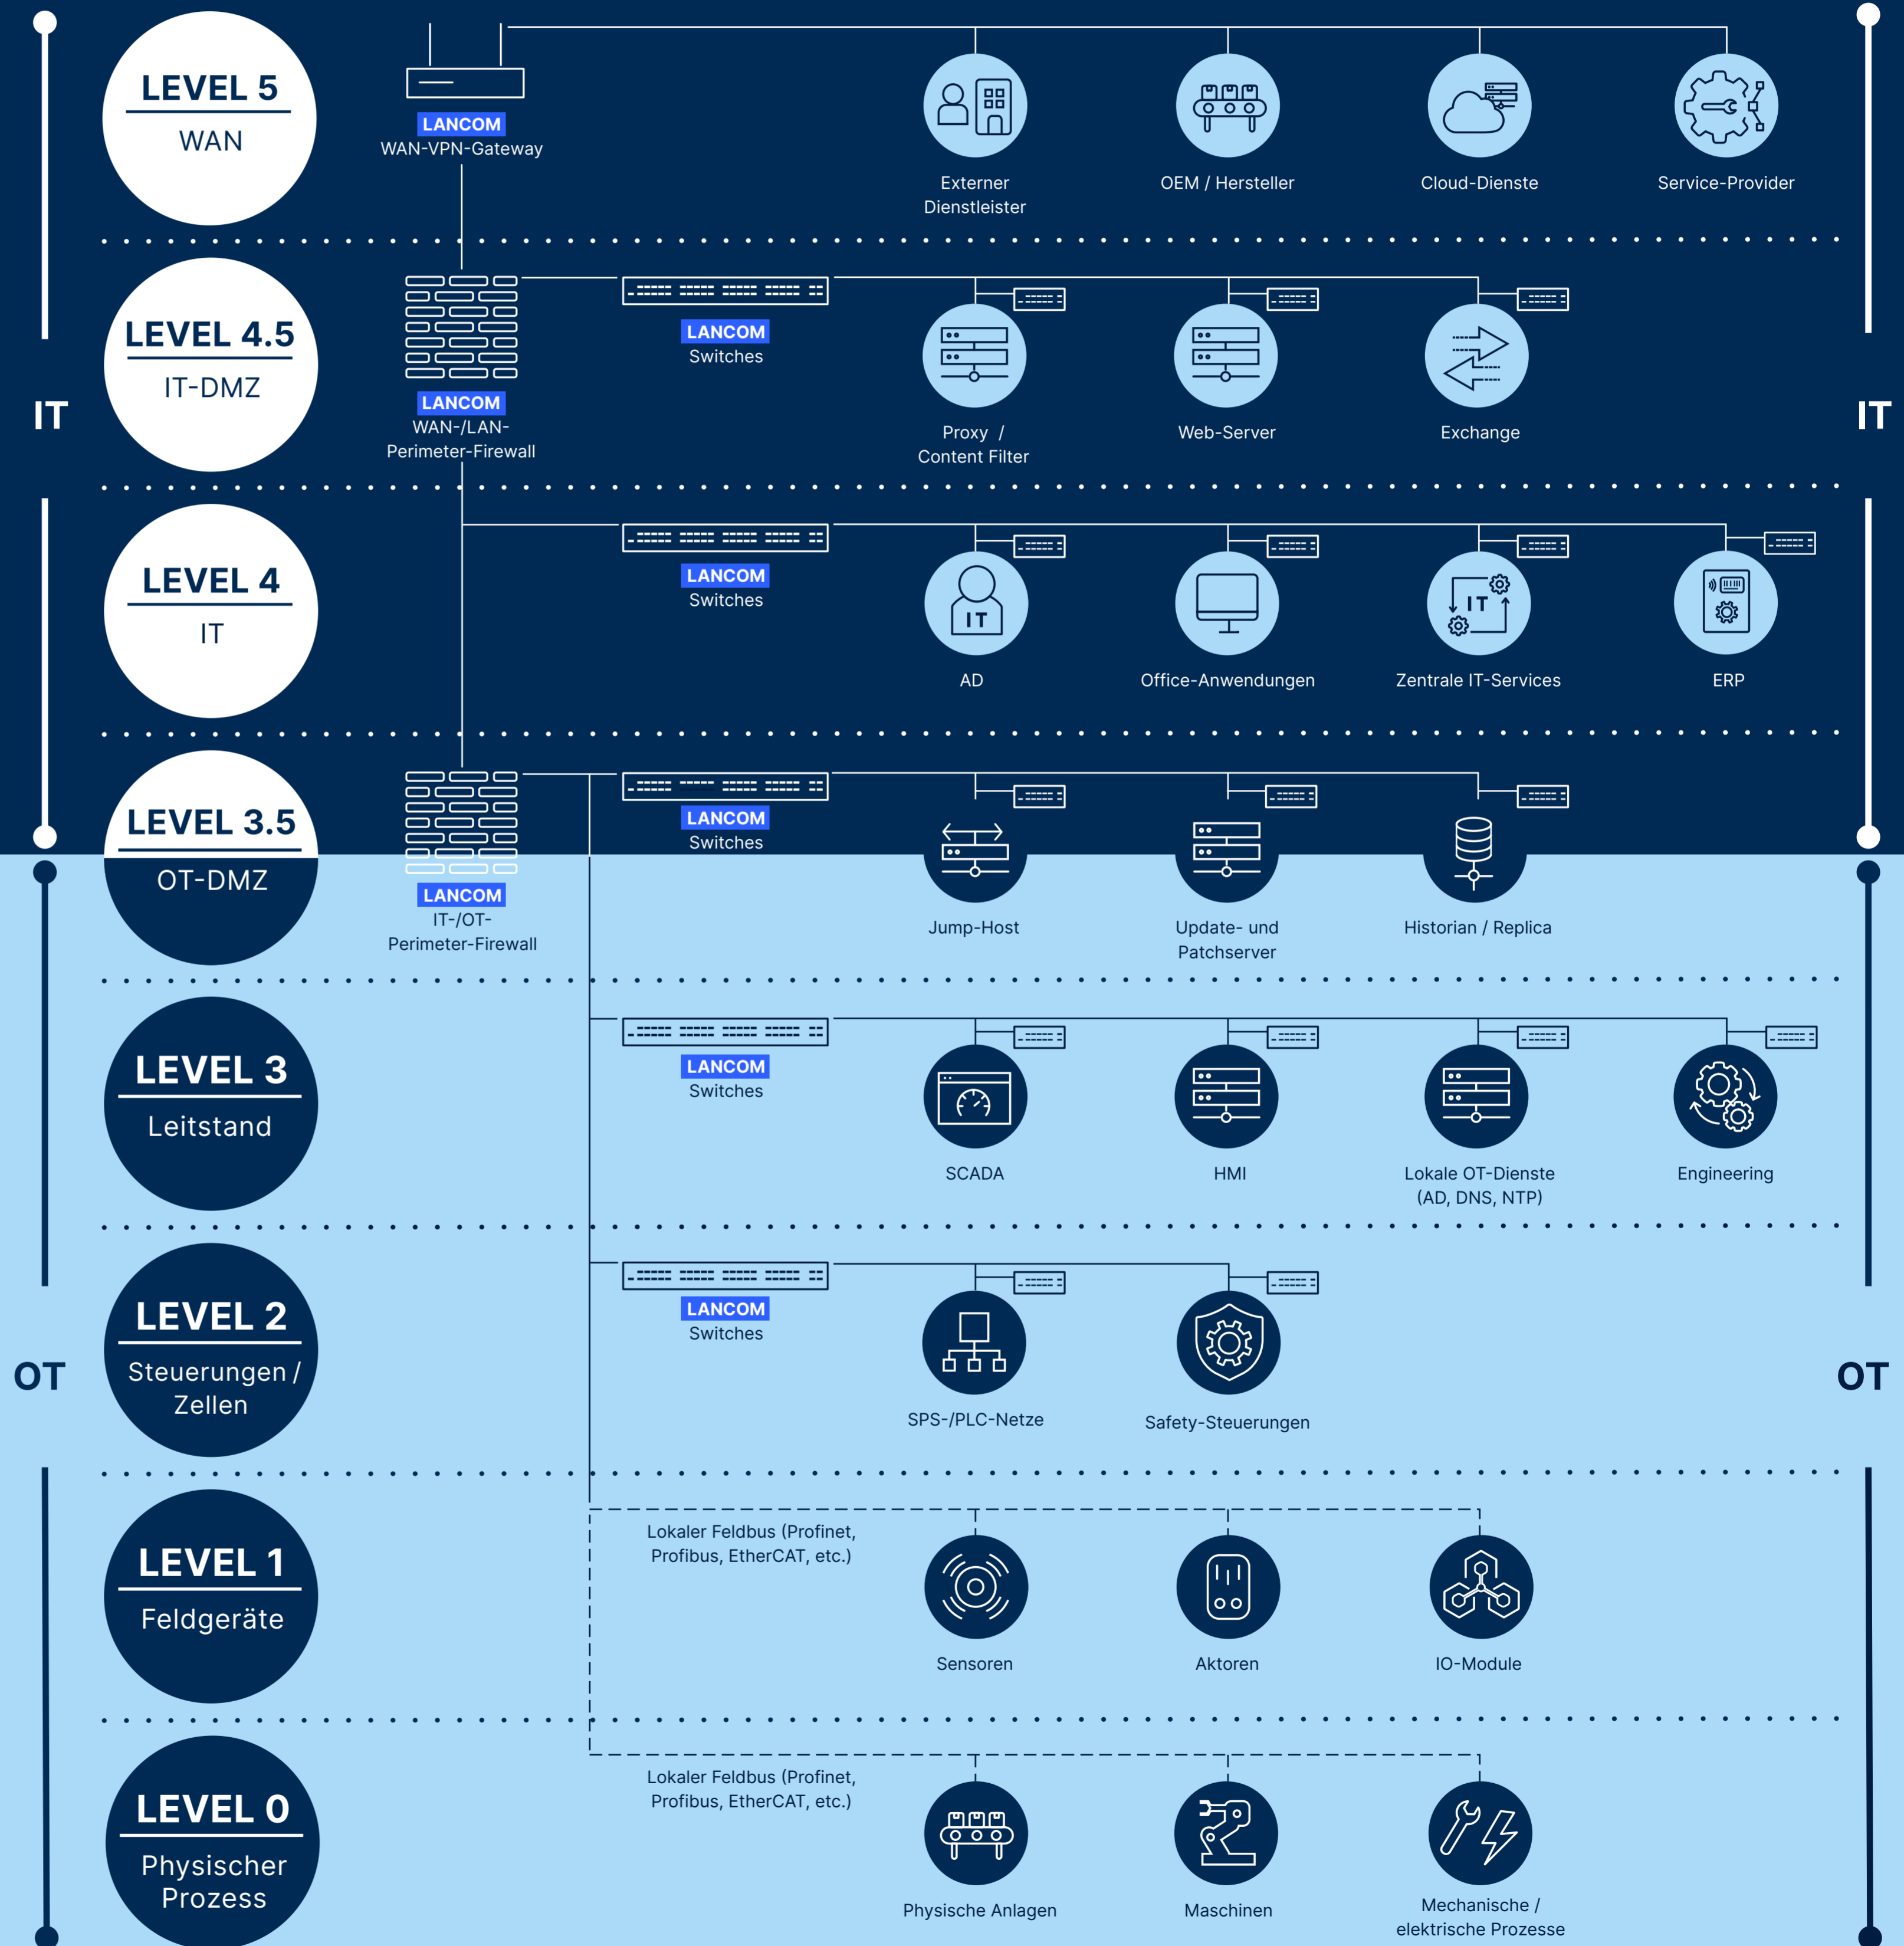 LEVEL 5
WAN
LANCOM
WAN-VPN-Gateway
Externer
Dienstleister
OEM / Hersteller
Cloud-Dienste
Service-Provider
IT
IT
LEVEL 4.5
IT-DMZ
LANCOM
WAN-/LAN-
Perimeter-Firewall
LANCOM
Switches
Proxy /
Content Filter
Web-Server
Exchange
LEVEL 4
IT
LANCOM
Switches
IT
AD
Office-Anwendungen
IT
Zentrale IT-Services
ERP
LEVEL 3.5
OT-DMZ
LANCOM
IT-/OT-
Perimeter-Firewall
LANCOM
Switches
Jump-Host
Update- und
Patchserver
Historian / Replica
LEVEL 3
Leitstand
LANCOM
Switches
SCADA
HMI
Lokale OT-Dienste
(AD, DNS, NTP)
Engineering
OT
OT
LEVEL 2
Steuerungen /
Zellen
LANCOM
Switches
SPS-/PLC-Netze
Safety-Steuerungen
LEVEL 1
Feldgeräte
Lokaler Feldbus (Profinet,
Profibus, EtherCAT, etc.)
Sensoren
Aktoren
IO-Module
LEVEL 0
Physischer
Prozess
Lokaler Feldbus (Profinet,
Profibus, EtherCAT, etc.)
Physische Anlagen
Maschinen
Mechanische /
elektrische Prozesse